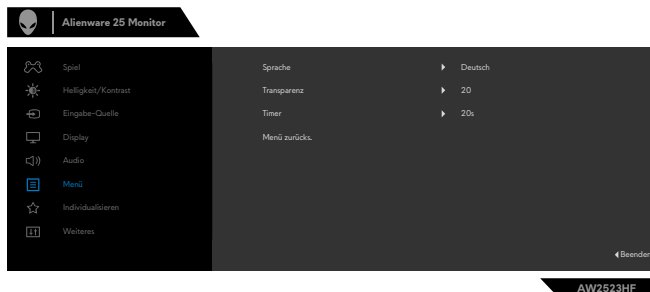 Alienware 25 Monitor
Spiel
Sprache Deutsch
Helligkeit/Kontrast
Transparenz 20
Eingabe-Quelle
Timer 20s
Display
Menü zurücks.
Audio
Menü
Individualisieren
Weiteres
Beenden
AW2523HF